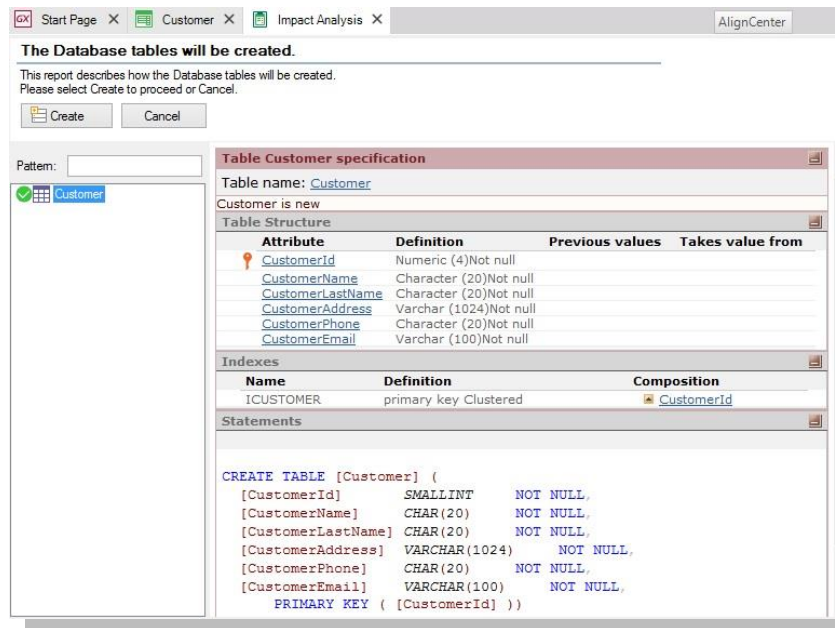 GX Start Page X Customer X Impact Analysis X AlignCenter
The Database tables will be created.
This report describes how the Database tables will be created.
Please select Create to proceed or Cancel.
Create Cancel
Pattern:
Customer
Table Customer specification
Table name: Customer
Customer is new
Table Structure
Attribute Definition Previous values Takes value from
CustomerId Numeric (4)Not null
CustomerName Character (20)Not null
CustomerLastName Character (20)Not null
CustomerAddress Varchar (1024)Not null
CustomerPhone Character (20)Not null
CustomerEmail Varchar (100)Not null
Indexes
Name Definition Composition
ICUSTOMER primary key Clustered CustomerId
Statements
CREATE TABLE [Customer] (
[CustomerId] SMALLINT NOT NULL,
[CustomerName] CHAR(20) NOT NULL,
[CustomerLastName] CHAR(20) NOT NULL,
[CustomerAddress] VARCHAR(1024) NOT NULL,
[CustomerPhone] CHAR(20) NOT NULL,
[CustomerEmail] VARCHAR(100) NOT NULL,
PRIMARY KEY ( [CustomerId] ))